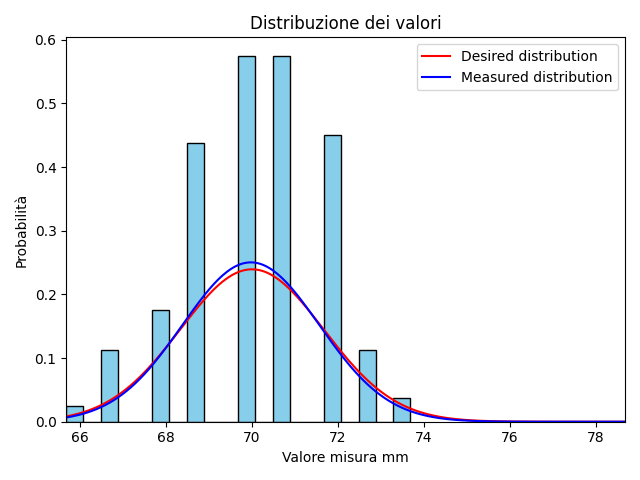 Distribuzione dei valori
Desired distribution
Measured distribution
Probabilità
0.6
0.5
0.4
0.3
0.2
0.1
0.0
66 68 70 72 74 76 78
Valore misura mm